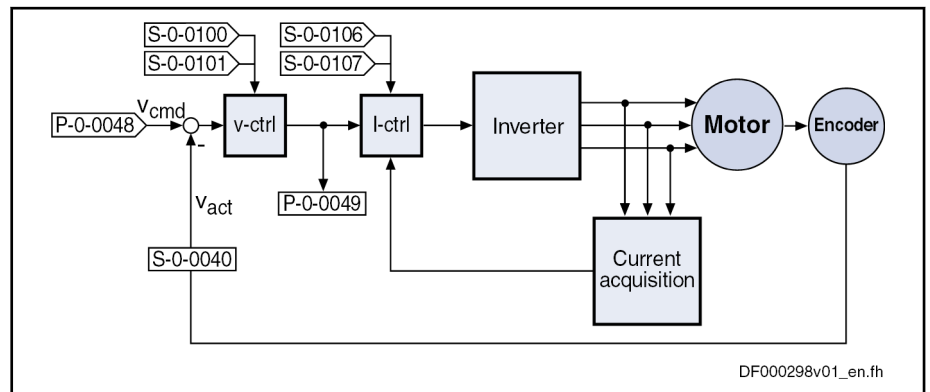 S-0-0100
S-0-0106
S-0-0101
S-0-0107
vcmd
P-0-0048
v-ctrl
I-ctrl
Inverter
Motor
Encoder
-
P-0-0049
vact
S-0-0040
Current
acquisition
DF000298v01_en.fh